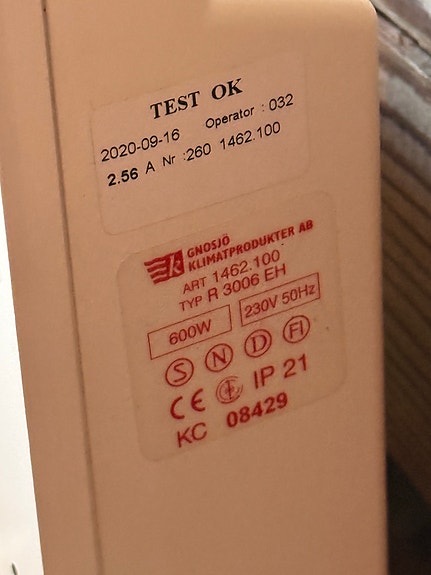 TEST OK
2020-09-16 Operator : 032
2.56 A Nr :260 1462.100
k GNOSJÖ
KLIMATPRODUKTER AB
ART 1462.100
TYP R 3006 EH
600W 230V 50Hz
S N D FI
CE IP 21
KC 08429